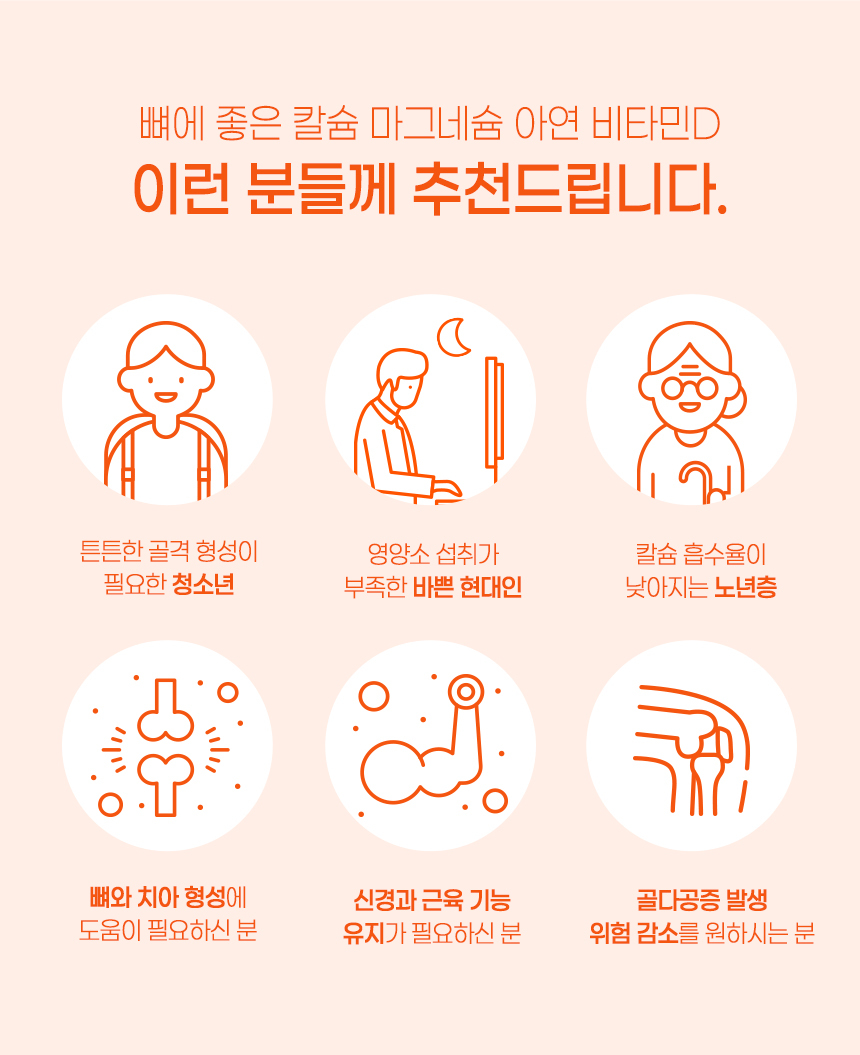 뼈에 좋은 칼슘 마그네슘 아연 비타민D
이런 분들께 추천드립니다.
튼튼한 골격 형성이
필요한 청소년
영양소 섭취가
부족한 바쁜 현대인
칼슘 흡수율이
낮아지는 노년층
뼈와 치아 형성에
도움이 필요하신 분
신경과 근육 기능
유지가 필요하신 분
골다공증 발생
위험 감소를 원하시는 분